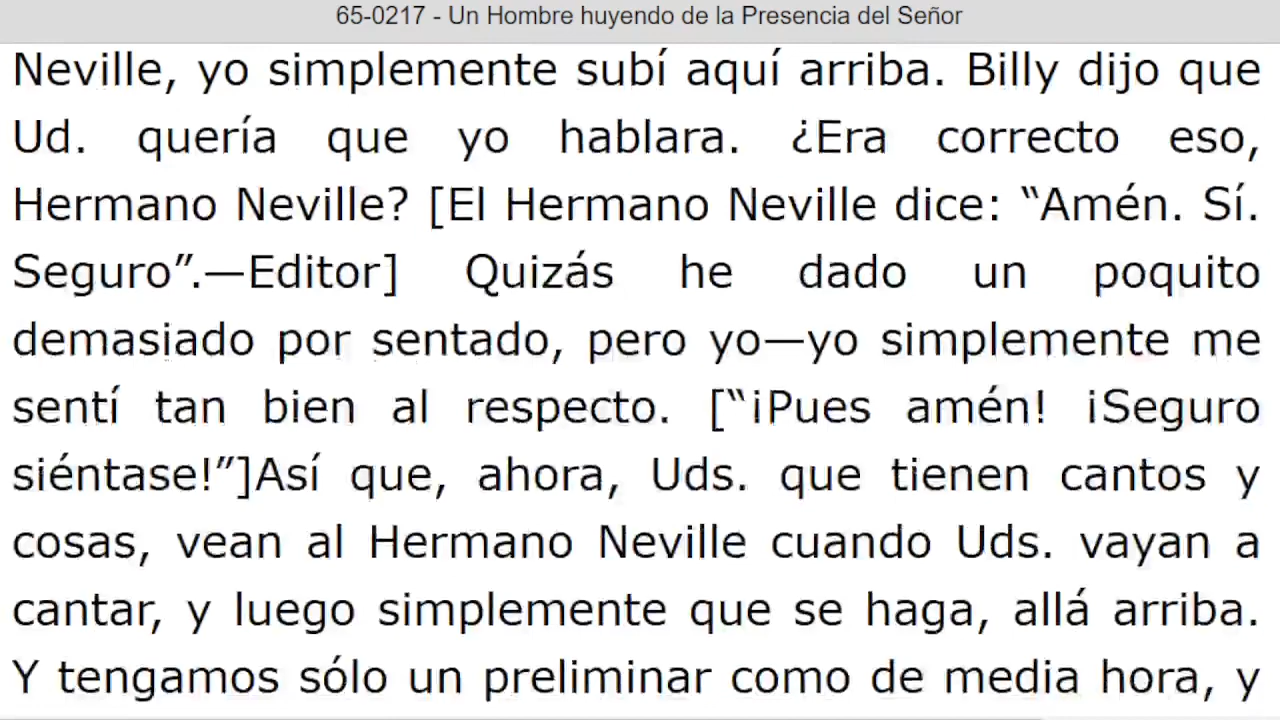 65-0217 - Un Hombre huyendo de la Presencia del Señor
Neville, yo simplemente subí aquí arriba. Billy dijo que
Ud. quería que yo hablara. ¿Era correcto eso,
Hermano Neville? [El Hermano Neville dice: “Amén. Sí.
Seguro”.—Editor] Quizás he dado un poquito
demasiado por sentado, pero yo—yo simplemente me
sentí tan bien al respecto. [“¡Pues amén! ¡Seguro
siéntase!”]Así que, ahora, Uds. que tienen cantos y
cosas, vean al Hermano Neville cuando Uds. vayan a
cantar, y luego simplemente que se haga, allá arriba.
Y tengamos sólo un preliminar como de media hora, y